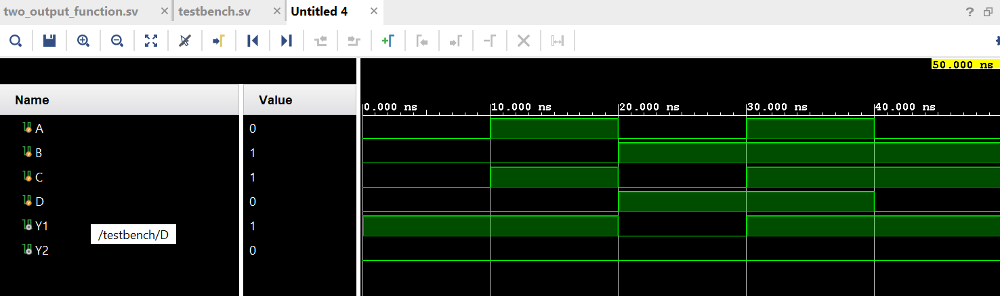 two_output_function.sv × testbench.sv × Untitled 4 ×
?
50.000 ns
Name Value
0.000 ns 10.000 ns 20.000 ns 30.000 ns 40.000 ns
A 0
B 1
C 1
D 0
Y1 1
/testbench/D
Y2 0